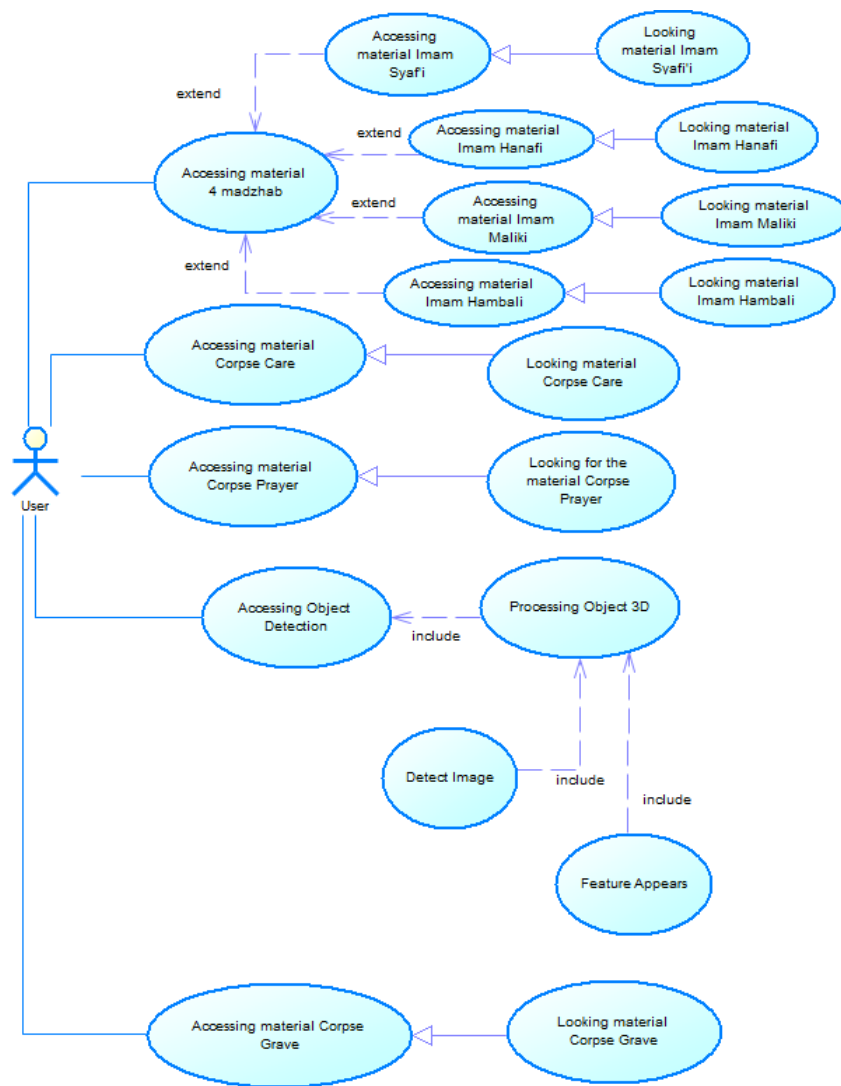 Accessing
material Imam
Syaf'i
Looking
material Imam
Syafi'i
extend
extend
Accessing material
Imam Hanafi
Looking material
Imam Hanafi
Accessing material
4 madzhab
extend
Accessing
material Imam
Maliki
Looking material
Imam Maliki
extend
Accessing material
Imam Hambali
Looking material
Imam Hambali
Accessing material
Corpse Care
Looking material
Corpse Care
Accessing material
Corpse Prayer
Looking for the
material Corpse
Prayer
User
Accessing Object
Detection
include
Processing Object 3D
Detect Image
include
include
Feature Appears
Accessing material Corpse
Grave
Looking material
Corpse Grave